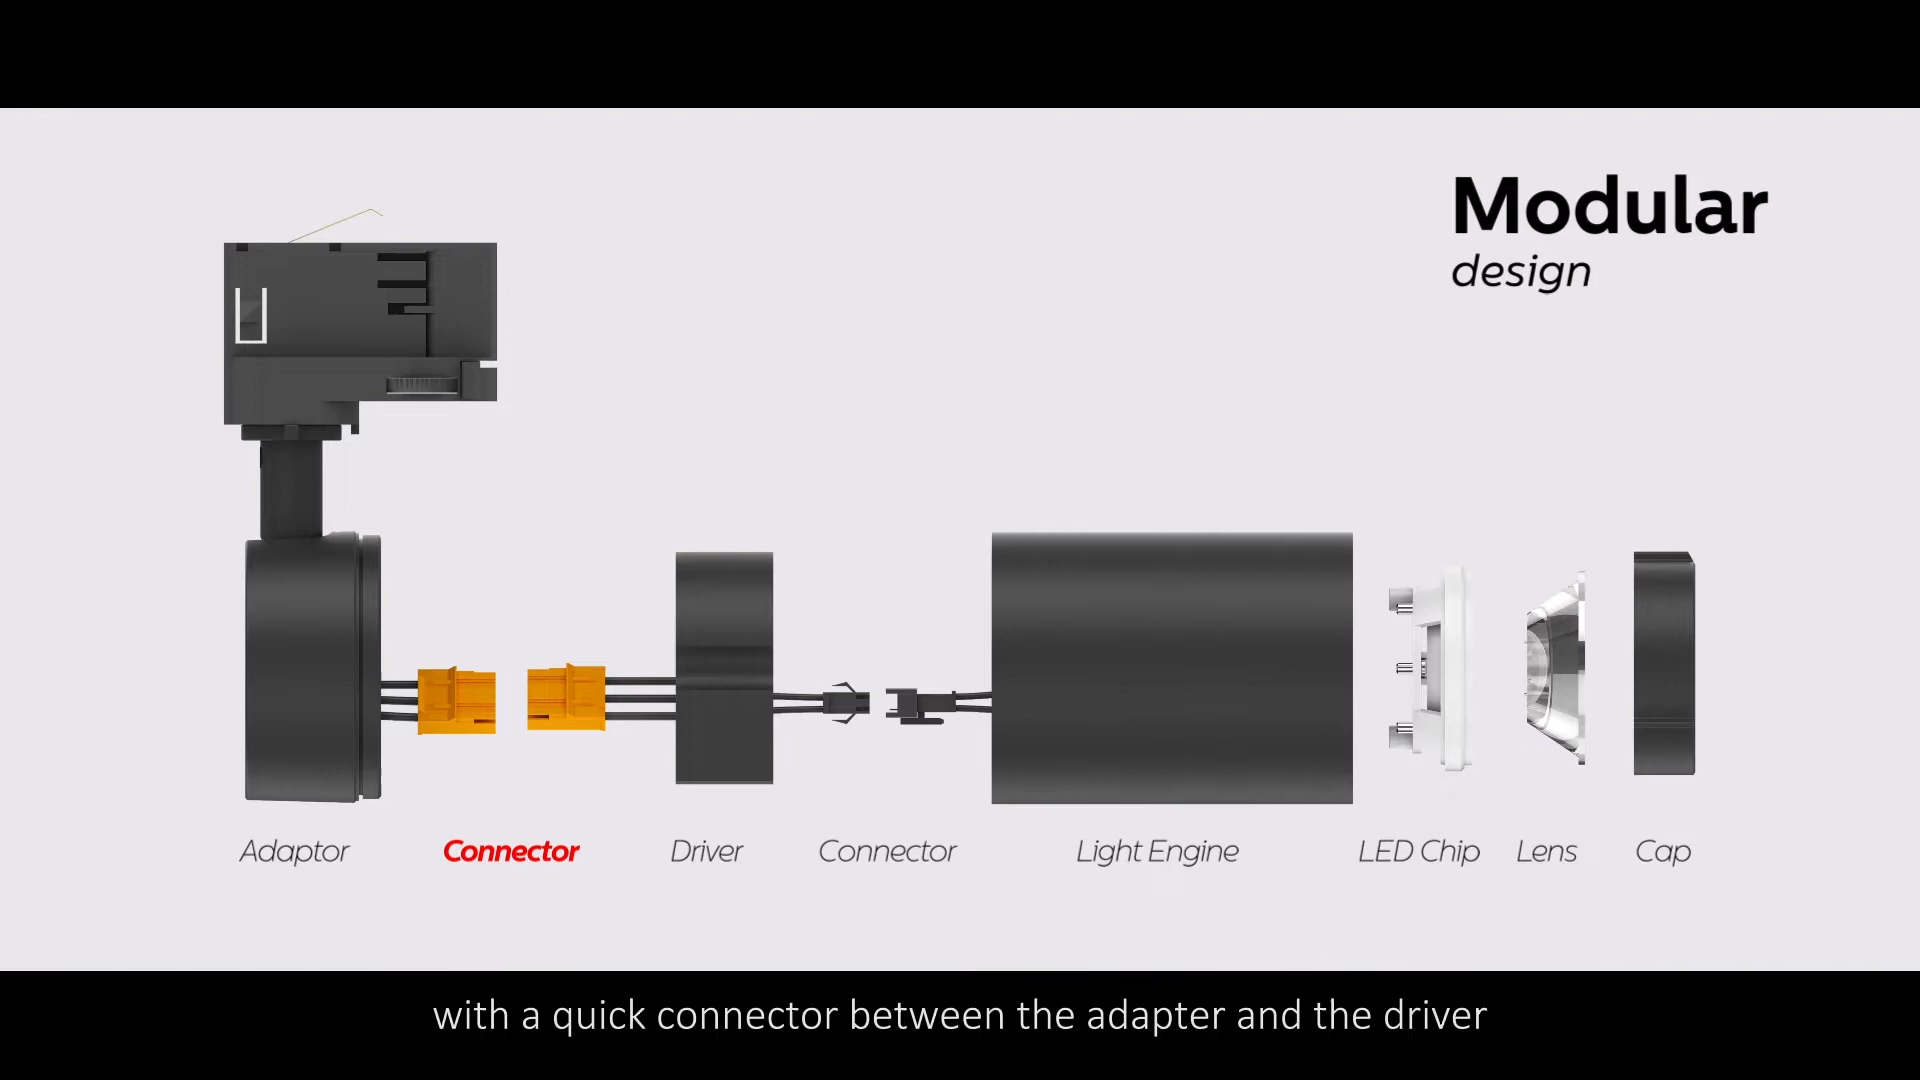 Modular
design
Adaptor
Connector
Driver
Connector
Light Engine
LED Chip
Lens
Cap
with a quick connector between the adapter and the driver